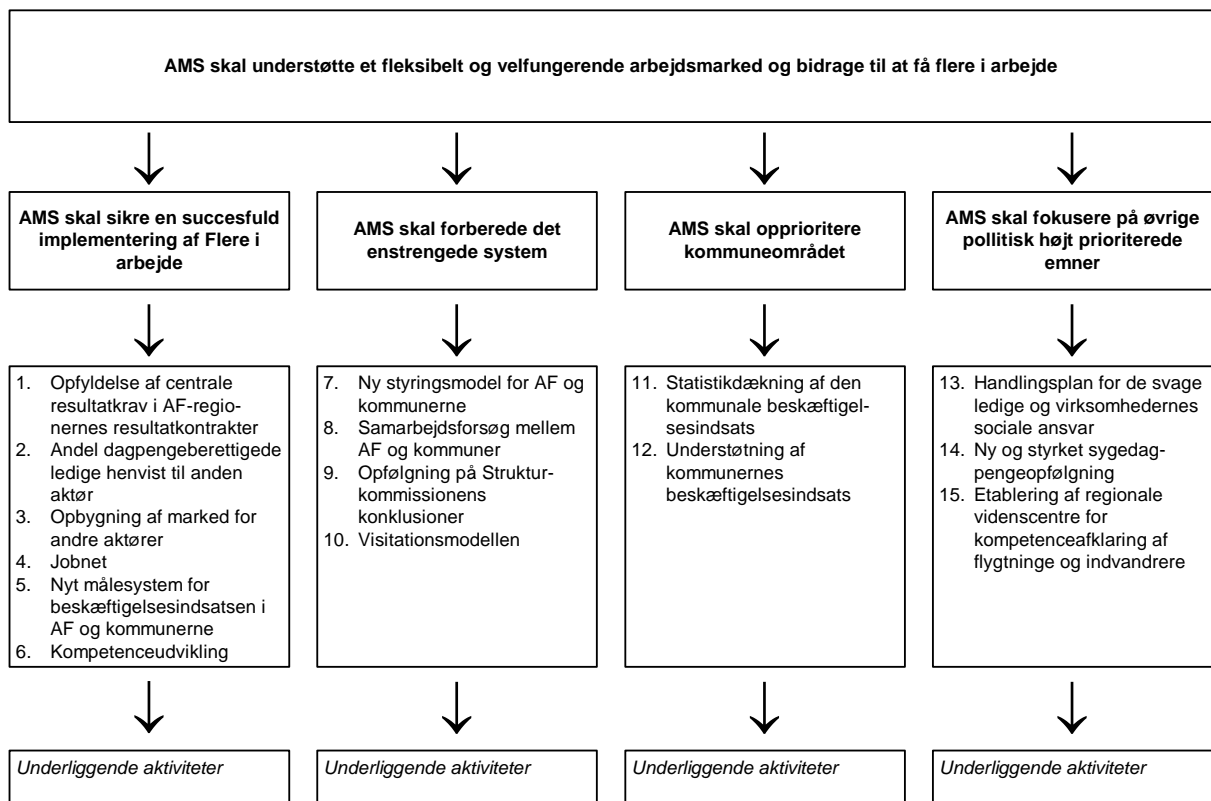 AMS skal understøtte et fleksibelt og velfungerende arbejdsmarked og bidrage til at få flere i arbejde
AMS skal sikre en succesfuld
implementering af Flere i
arbejde
AMS skal forberede det
enstrengede system
AMS skal opprioritere
kommuneområdet
AMS skal fokusere på øvrige
pollitisk højt prioriterede
emner
1. Opfyldelse af centrale
resultatkrav i AF-regio-
nernes resultatkontrakter
2. Andel dagpengeberettigede
ledige henvist til anden
aktør
3. Opbygning af marked for
andre aktører
4. Jobnet
5. Nyt målesystem for
beskæftigelsesindsatsen i
AF og kommunerne
6. Kompetenceudvikling
7. Ny styringsmodel for AF og
kommunerne
8. Samarbejdsforsøg mellem
AF og kommuner
9. Opfølgning på Struktur-
kommissionens
konklusioner
10. Visitationsmodellen
11. Statistikdækning af den
kommunale beskæftigel-
sesindsats
12. Understøtning af
kommunernes
beskæftigelsesindsats
13. Handlingsplan for de svage
ledige og virksomhedernes
sociale ansvar
14. Ny og styrket sygedag-
pengeopfølgning
15. Etablering af regionale
videnscentre for
kompetenceafklaring af
flygtninge og indvandrere
Underliggende aktiviteter
Underliggende aktiviteter
Underliggende aktiviteter
Underliggende aktiviteter